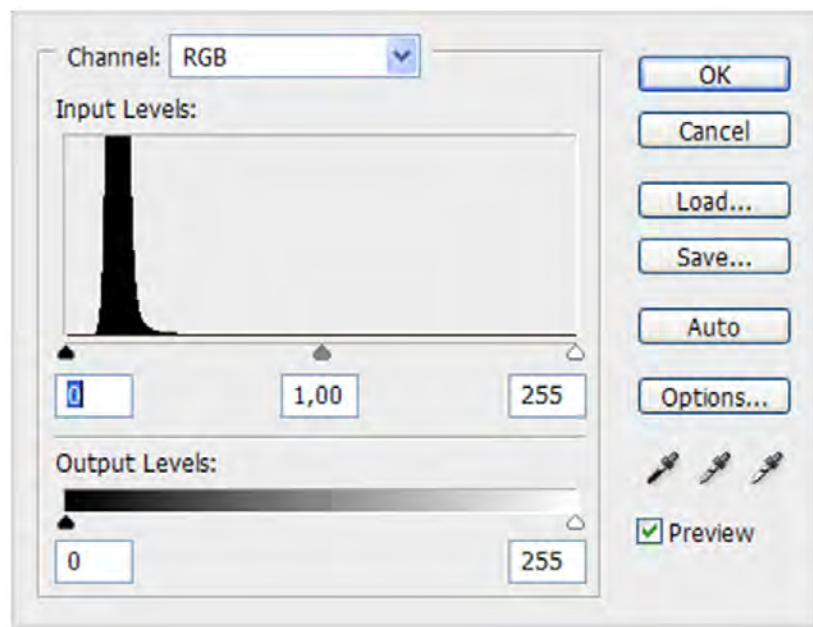 Channel: RGB
OK
Input Levels:
Cancel
Load...
Save...
Auto
0 1,00 255
Options...
Output Levels:
Preview
0 255